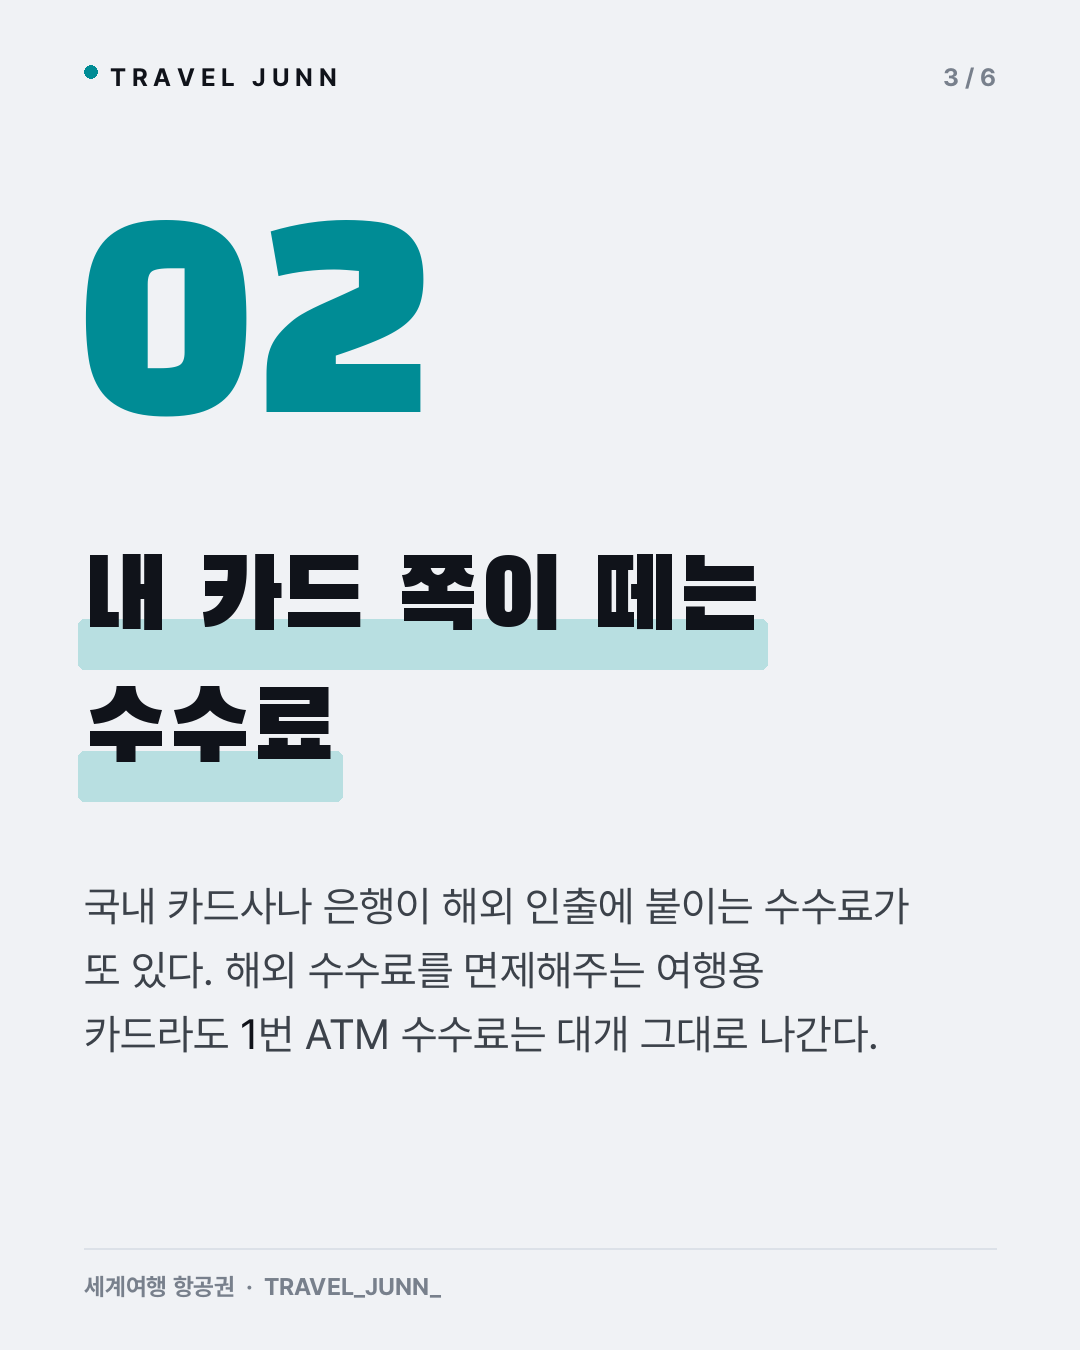 TRAVEL JUNN
3 / 6
02
내 카드 쪽이 떼는
수수료
국내 카드사나 은행이 해외 인출에 붙이는 수수료가
또 있다. 해외 수수료를 면제해주는 여행용
카드라도 1번 ATM 수수료는 대개 그대로 나간다.
세계여행 항공권 · TRAVEL_JUNN_